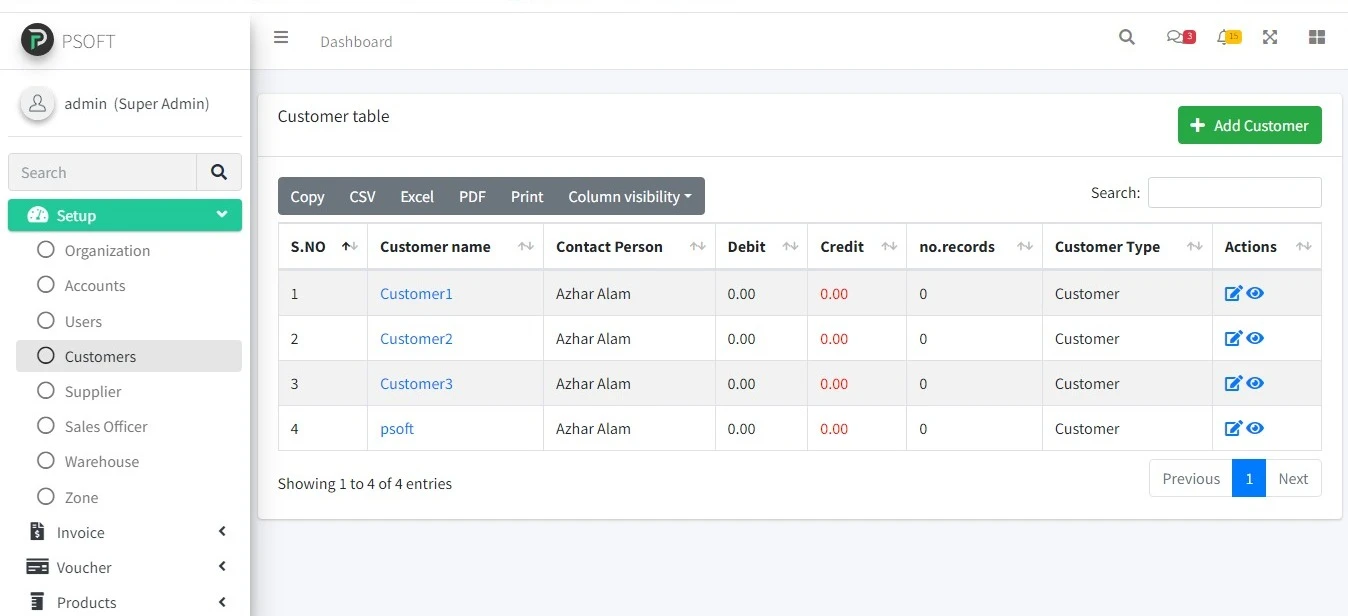 PSOFT
Dashboard
3
15
admin (Super Admin)
Search
Setup
Organization
Accounts
Users
Customers
Supplier
Sales Officer
Warehouse
Zone
Invoice
Voucher
Products
Customer table
Add Customer
Copy CSV Excel PDF Print Column visibility
Search:
S.NO Customer name Contact Person Debit Credit no.records Customer Type Actions
1 Customer1 Azhar Alam 0.00 0.00 0 Customer
2 Customer2 Azhar Alam 0.00 0.00 0 Customer
3 Customer3 Azhar Alam 0.00 0.00 0 Customer
4 psoft Azhar Alam 0.00 0.00 0 Customer
Showing 1 to 4 of 4 entries
Previous 1 Next